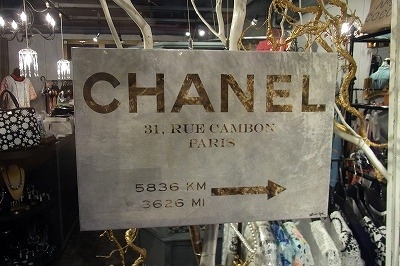 CHANEL
31, RUE CAMBON
PARIS
5836 KM
3626 MI